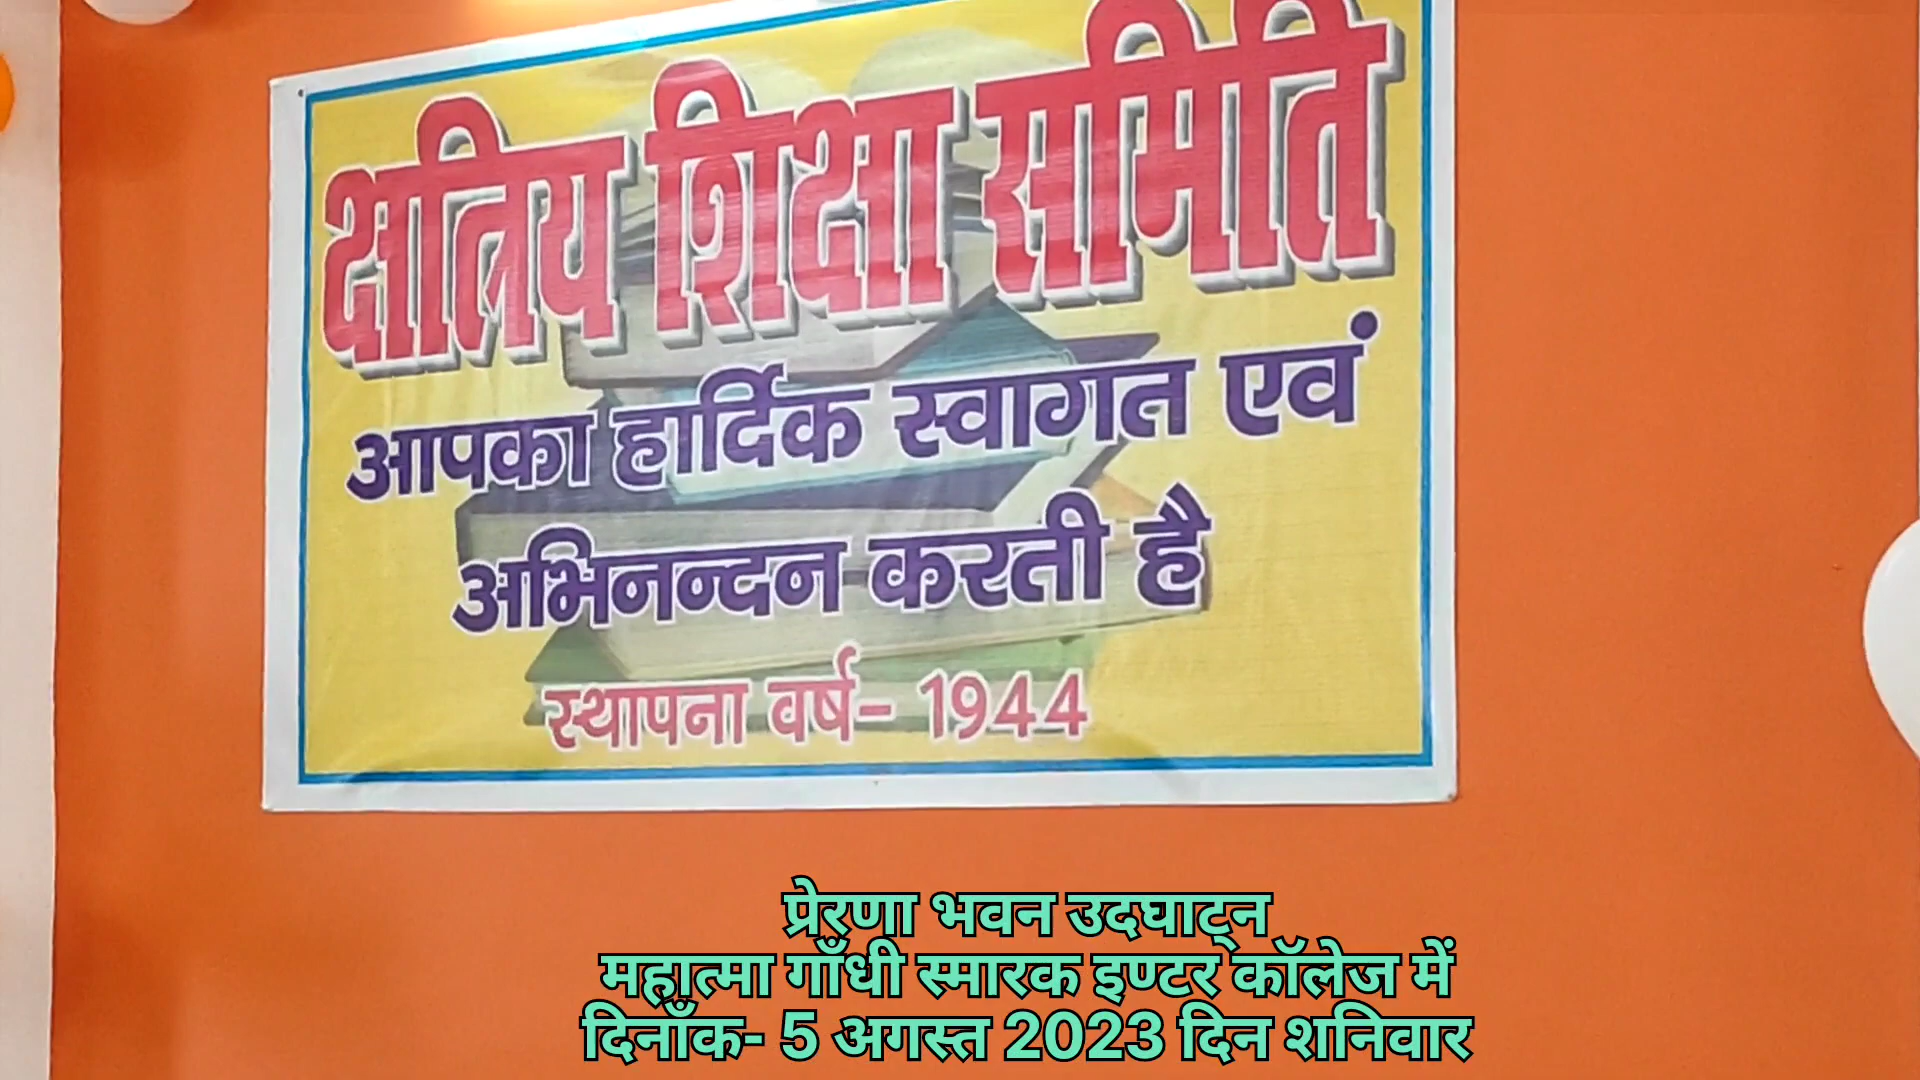 क्षत्रिय शिक्षा समिति
आपका हार्दिक स्वागत एवं
अभिनन्दन करती है
स्थापना वर्ष- 1944
प्रेरणा भवन उदघाट्न
महात्मा गाँधी स्मारक इण्टर कॉलेज में
दिनाँक- 5 अगस्त 2023 दिन शनिवार